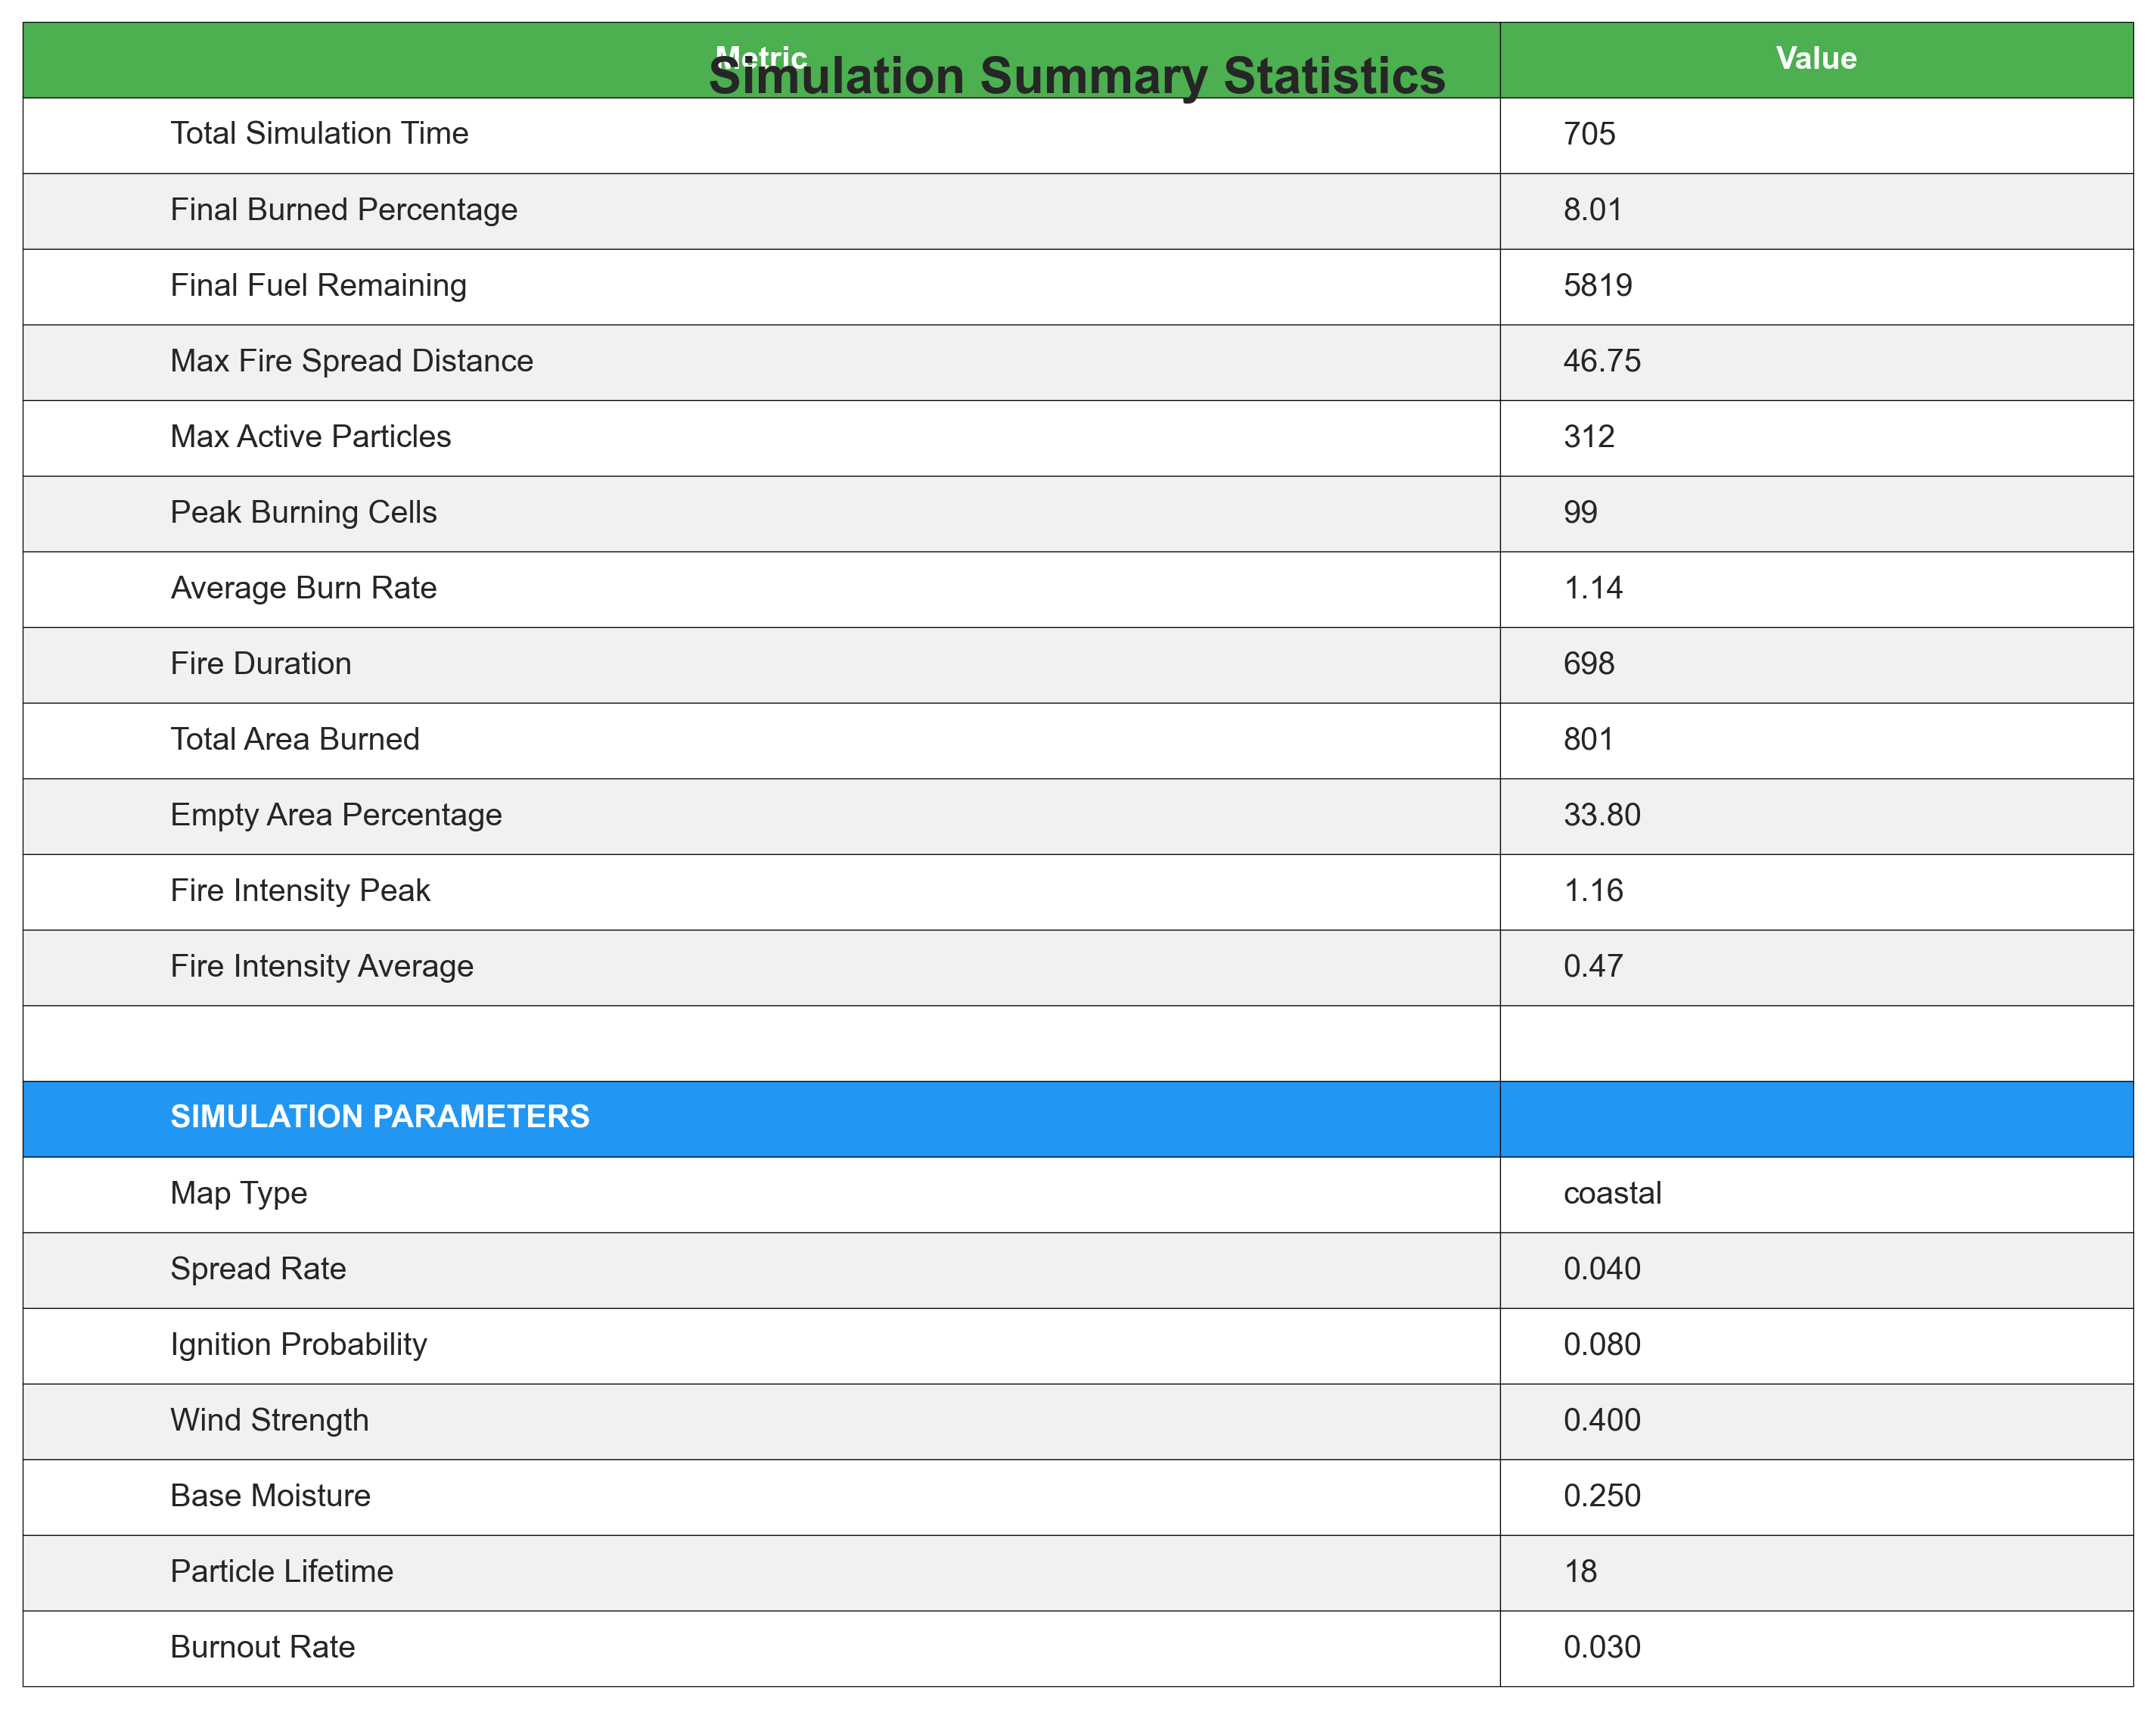 Metric Value
Simulation Summary Statistics
Total Simulation Time 705
Final Burned Percentage 8.01
Final Fuel Remaining 5819
Max Fire Spread Distance 46.75
Max Active Particles 312
Peak Burning Cells 99
Average Burn Rate 1.14
Fire Duration 698
Total Area Burned 801
Empty Area Percentage 33.80
Fire Intensity Peak 1.16
Fire Intensity Average 0.47
SIMULATION PARAMETERS
Map Type coastal
Spread Rate 0.040
Ignition Probability 0.080
Wind Strength 0.400
Base Moisture 0.250
Particle Lifetime 18
Burnout Rate 0.030